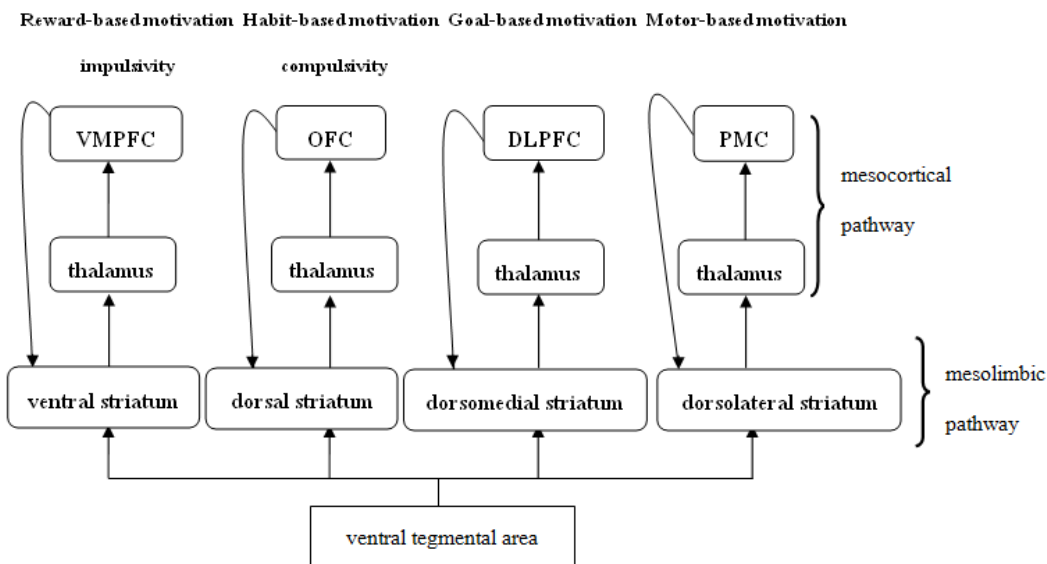 Reward-based motivation Habit-based motivation Goal-based motivation Motor-based motivation
impulsivity compulsivity
VMPFC OFC DLPFC PMC
mesocortical
pathway
thalamus thalamus thalamus thalamus
mesolimbic
ventral striatum dorsal striatum dorsomedial striatum dorsolateral striatum
pathway
ventral tegmental area